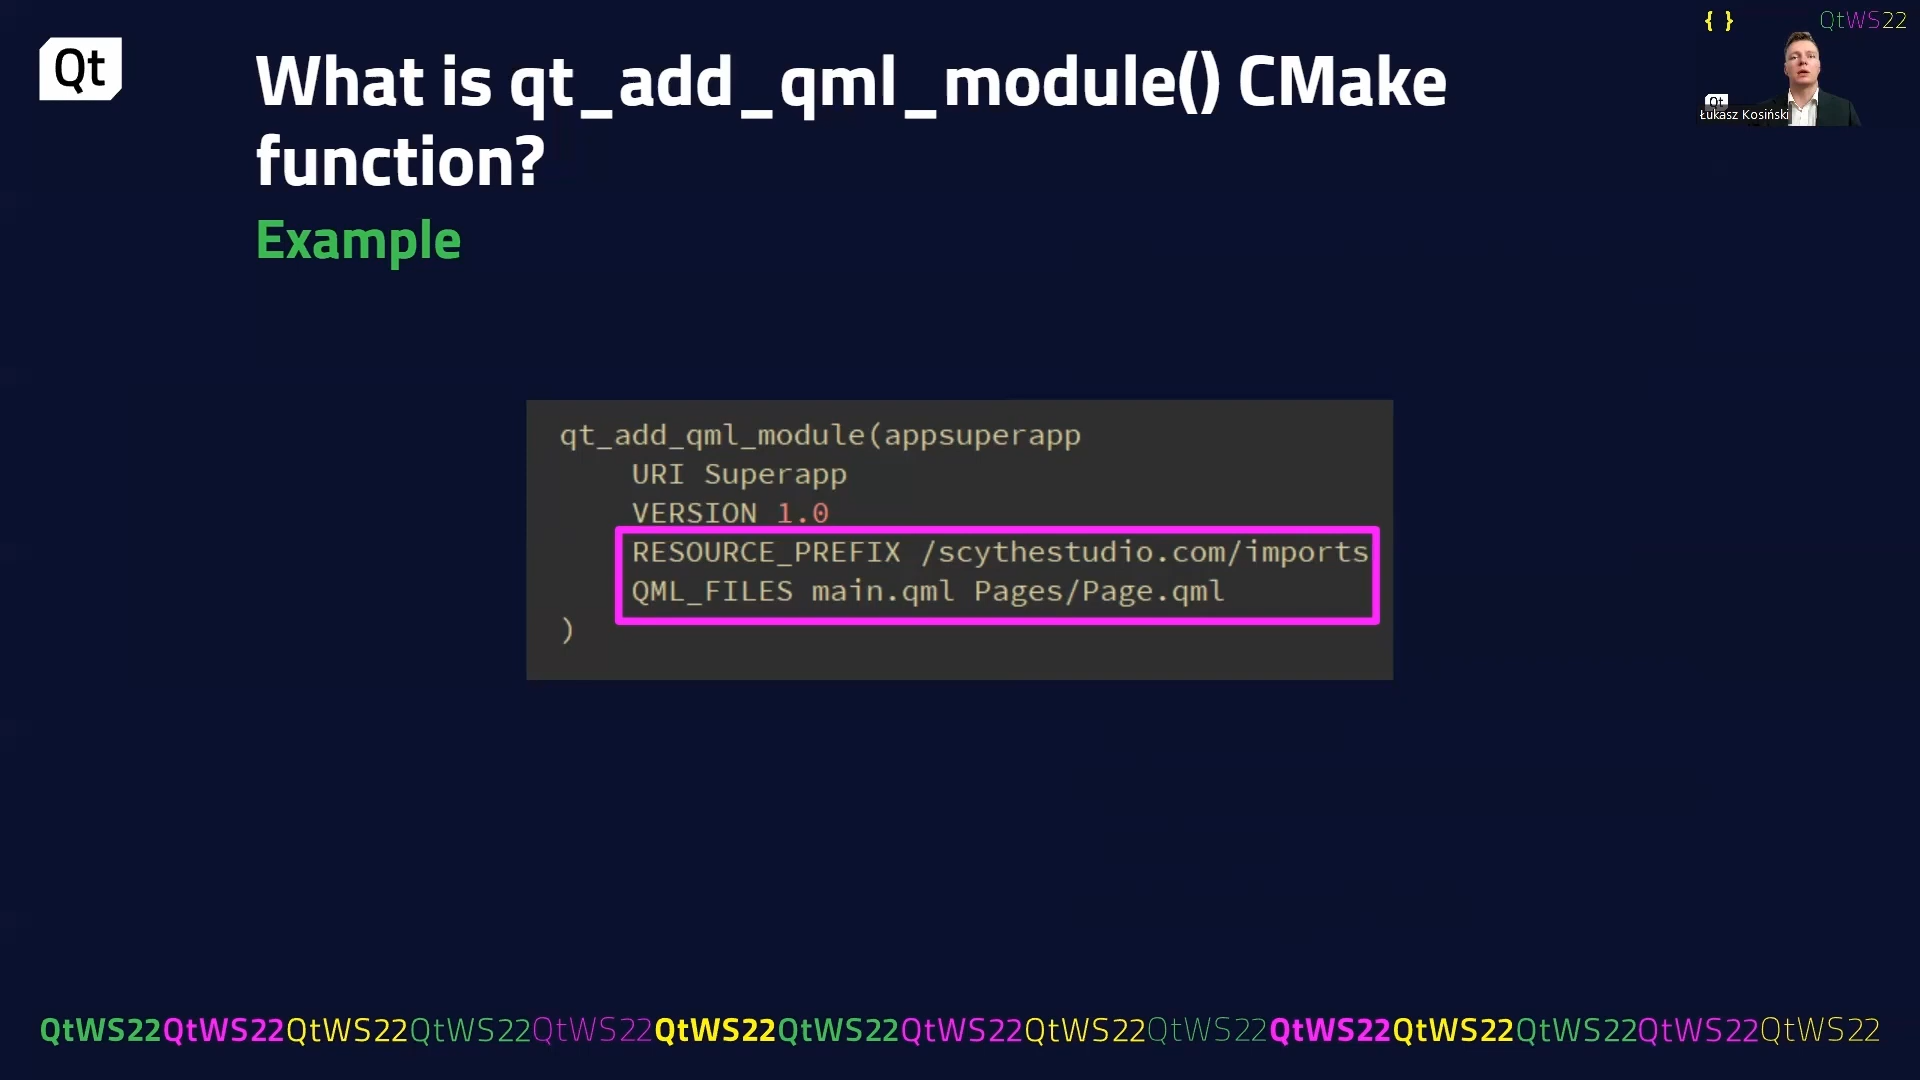 { } QtWS22
Qt
What is qt_add_qml_module() CMake
function?
Example
Qt
Łukasz Kosiński
qt_add_qml_module(appsuperapp
URI Superapp
VERSION 1.0
RESOURCE_PREFIX /scythestudio.com/imports
QML_FILES main.qml Pages/Page.qml
)
QtWS22QtWS22QtWS22QtWS22QtWS22QtWS22QtWS22QtWS22QtWS22QtWS22QtWS22QtWS22QtWS22QtWS22QtWS22